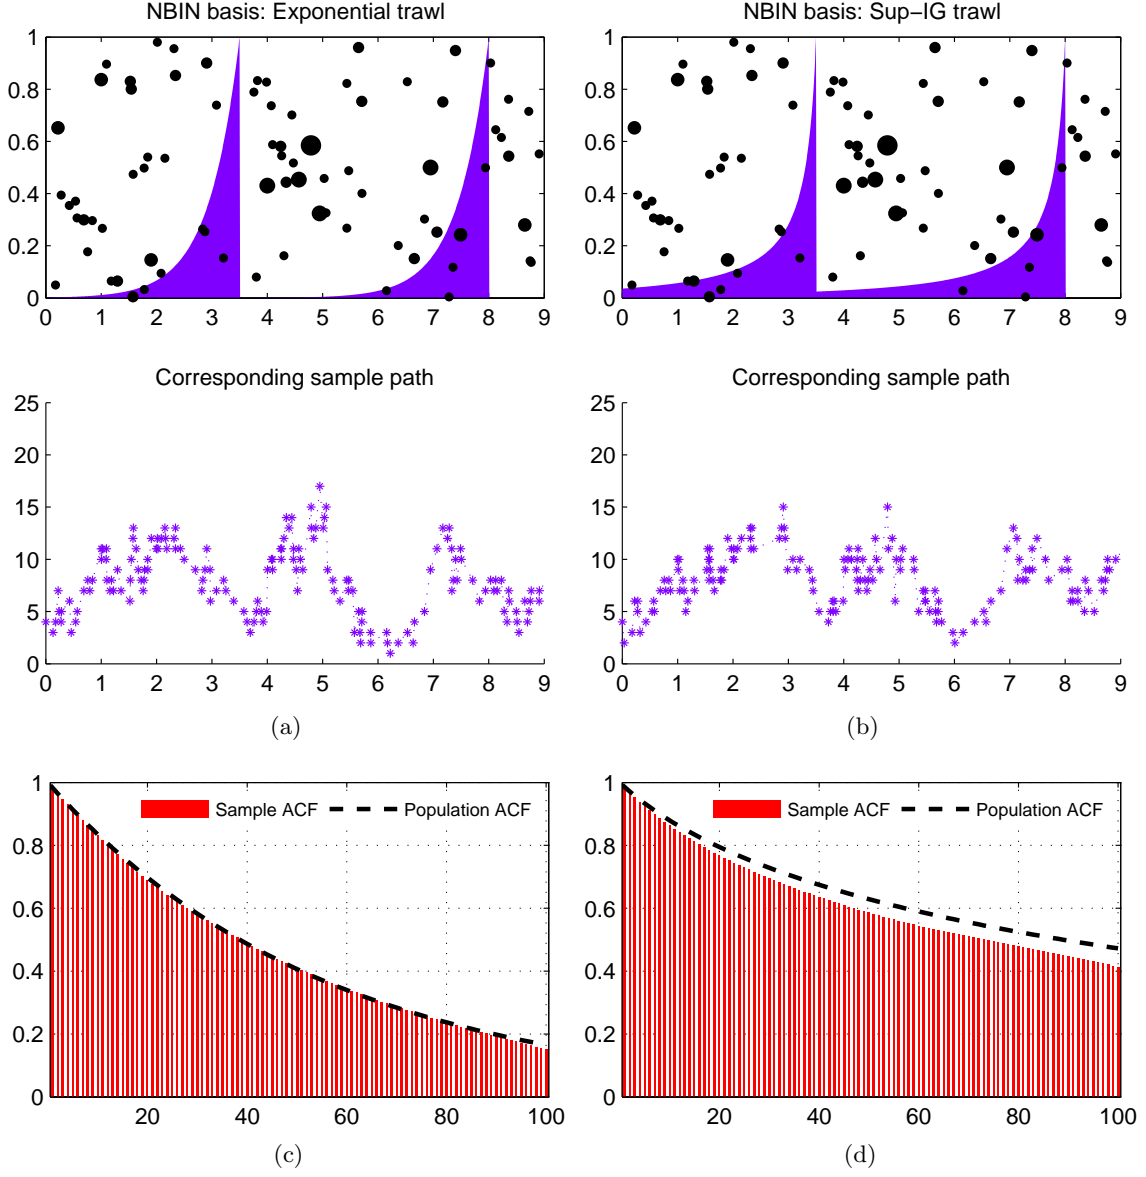 NBIN basis: Exponential trawl
NBIN basis: Sup−IG trawl
1
0.8
0.6
0.4
0.2
0
0 1 2 3 4 5 6 7 8 9
1
0.8
0.6
0.4
0.2
0
0 1 2 3 4 5 6 7 8 9
Corresponding sample path
Corresponding sample path
25
20
15
10
5
0
0 1 2 3 4 5 6 7 8 9
25
20
15
10
5
0
0 1 2 3 4 5 6 7 8 9
(a)
(b)
1
0.8
0.6
0.4
0.2
0
20 40 60 80 100
Sample ACF
Population ACF
1
0.8
0.6
0.4
0.2
0
20 40 60 80 100
Sample ACF
Population ACF
(c)
(d)